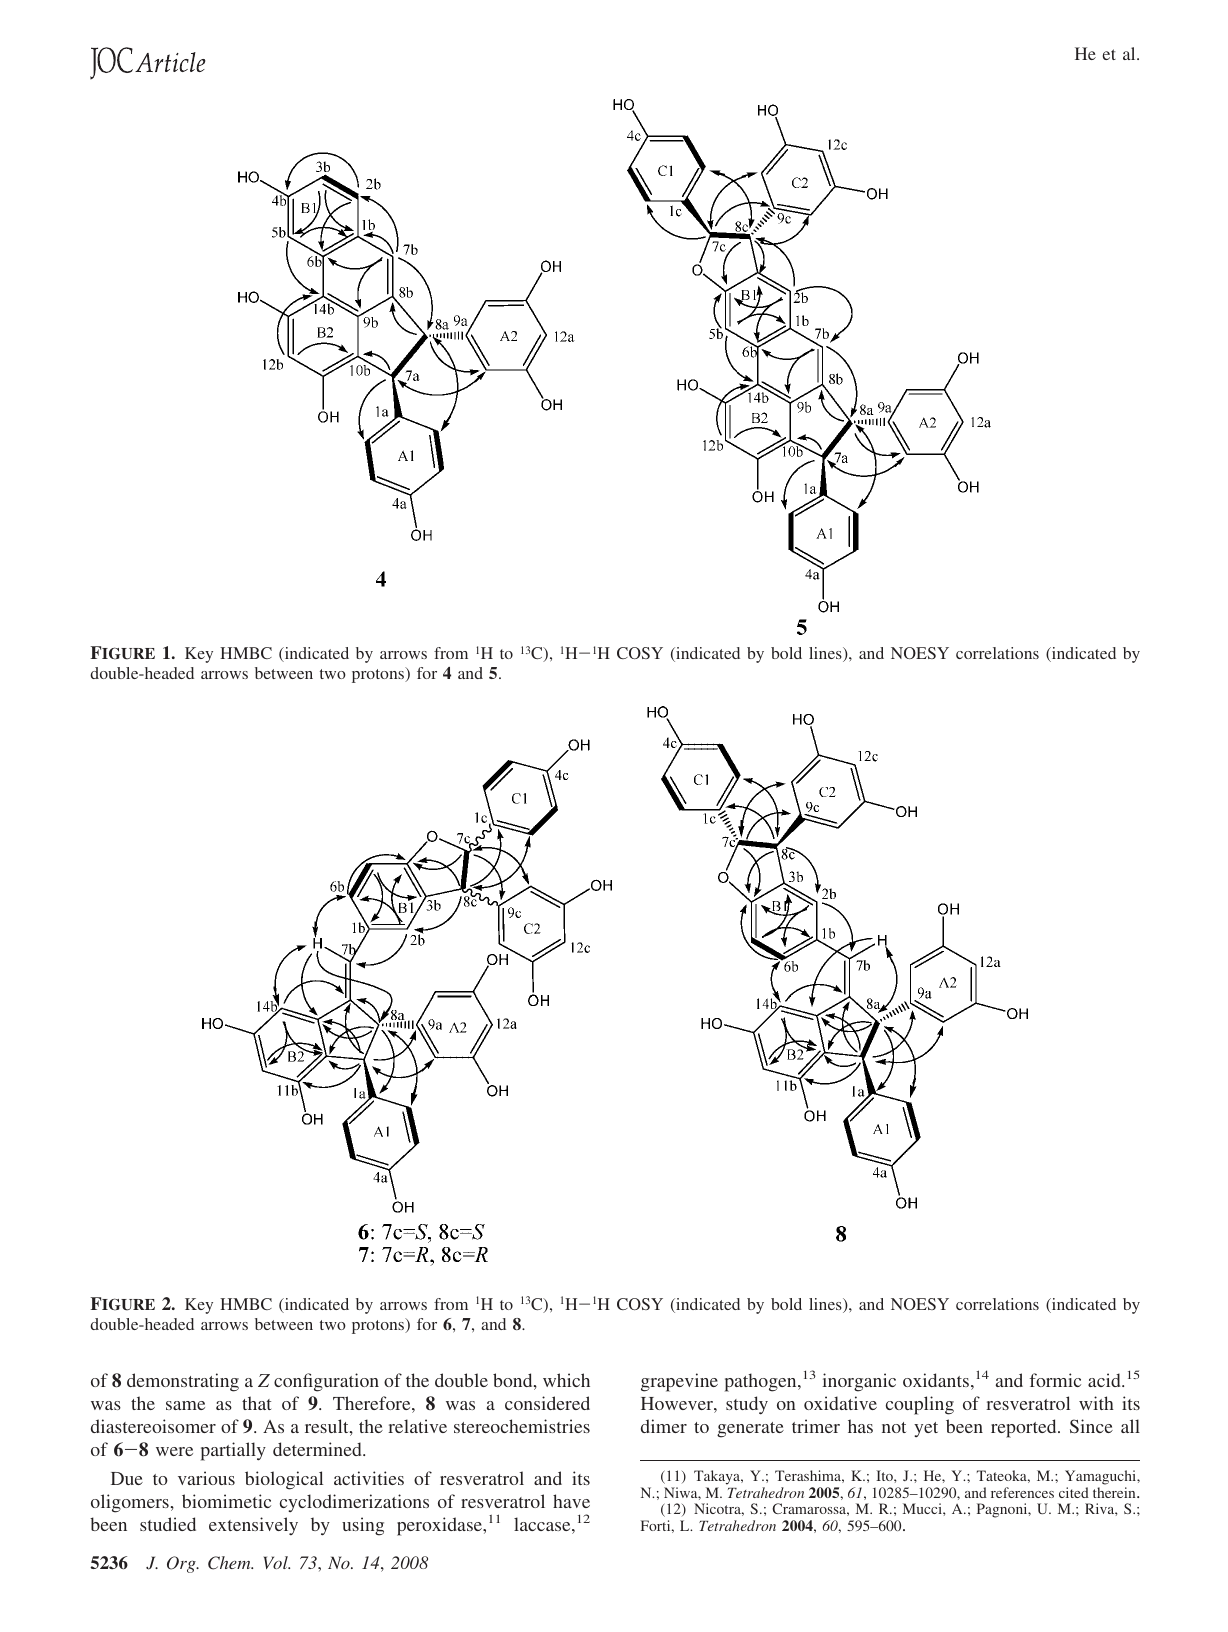 JOC Article
He et al.
HO
4b
3b
2b
B1
5b
1b
6b
7b
HO
14b
8b
9b
B2
12b
10b
OH
8a
9a
A2
12a
OH
OH
7a
1a
A1
4a
OH
4
HO
4c
C1
1c
HO
12c
C2
OH
9c
8c
7c
O
B1
2b
5b
1b
7b
6b
HO
14b
8b
9b
B2
12b
10b
OH
8a
9a
A2
12a
OH
OH
7a
1a
A1
4a
OH
5
FIGURE 1. Key HMBC (indicated by arrows from ¹H to ¹³C), ¹H−¹H COSY (indicated by bold lines), and NOESY correlations (indicated by
double-headed arrows between two protons) for 4 and 5.
OH
4c
C1
1c
O
7c
6b
B1
3b
8c
9c
OH
C2
12c
OH
1b
2b
H
7b
14b
HO
8a
9a
A2
12a
OH
OH
B2
11b
OH
1a
A1
4a
OH
6: 7c=S, 8c=S
7: 7c=R, 8c=R
HO
4c
C1
1c
HO
12c
C2
OH
9c
7c
8c
O
3b
B1
2b
1b
6b
H
7b
14b
HO
8a
9a
A2
12a
OH
OH
B2
11b
OH
1a
A1
4a
OH
8
FIGURE 2. Key HMBC (indicated by arrows from ¹H to ¹³C), ¹H−¹H COSY (indicated by bold lines), and NOESY correlations (indicated by
double-headed arrows between two protons) for 6, 7, and 8.
of 8 demonstrating a Z configuration of the double bond, which
was the same as that of 9. Therefore, 8 was a considered
diastereoisomer of 9. As a result, the relative stereochemistries
of 6−8 were partially determined.
Due to various biological activities of resveratrol and its
oligomers, biomimetic cyclodimerizations of resveratrol have
been studied extensively by using peroxidase,¹¹ laccase,¹²
grapevine pathogen,¹³ inorganic oxidants,¹⁴ and formic acid.¹⁵
However, study on oxidative coupling of resveratrol with its
dimer to generate trimer has not yet been reported. Since all
(11) Takaya, Y.; Terashima, K.; Ito, J.; He, Y.; Tateoka, M.; Yamaguchi,
N.; Niwa, M. Tetrahedron 2005, 61, 10285–10290, and references cited therein.
(12) Nicotra, S.; Cramarossa, M. R.; Mucci, A.; Pagnoni, U. M.; Riva, S.;
Forti, L. Tetrahedron 2004, 60, 595–600.
5236 J. Org. Chem. Vol. 73, No. 14, 2008